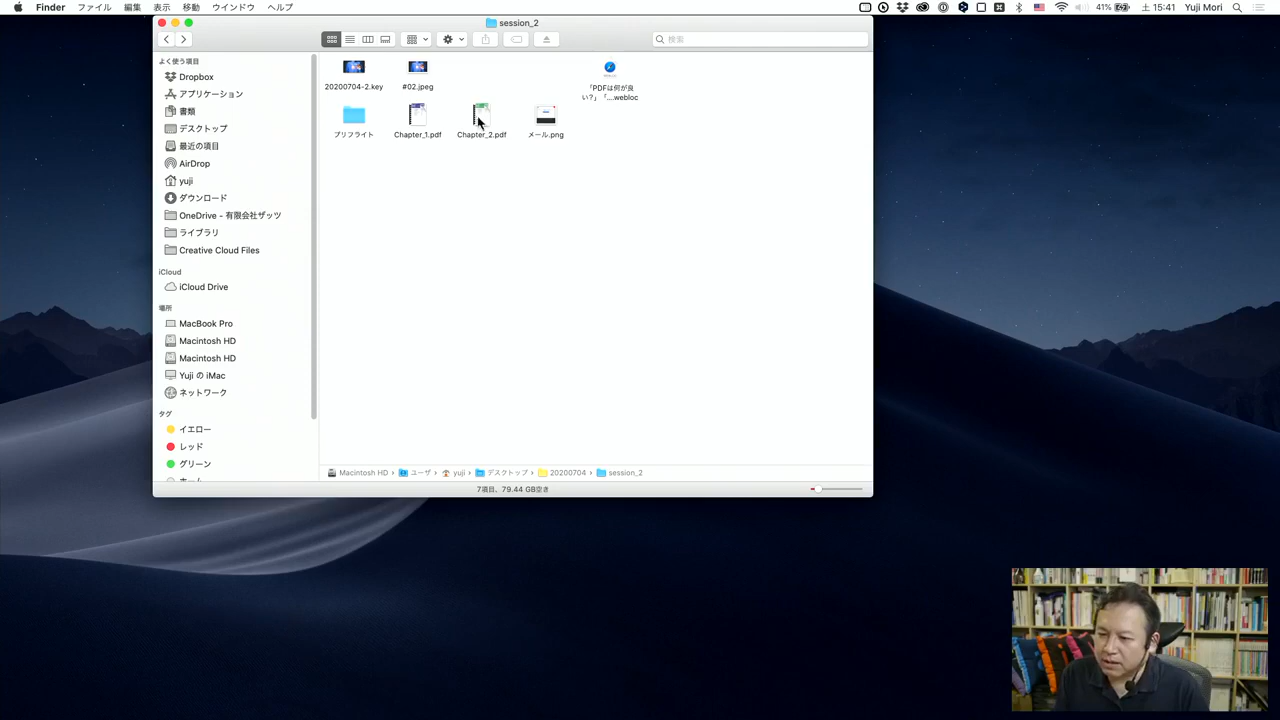 Finder ファイル 編集 表示 移動 ウインドウ ヘルプ 41% 土 15:41 Yuji Mori
session_2
検索
よく使う項目
Dropbox
アプリケーション
書類
デスクトップ
最近の項目
AirDrop
yuji
ダウンロード
OneDrive - 有限会社ザッツ
ライブラリ
Creative Cloud Files
iCloud
iCloud Drive
場所
MacBook Pro
Macintosh HD
Macintosh HD
Yuji の iMac
ネットワーク
タグ
イエロー
レッド
グリーン
ホーム
20200704-2.key
#02.jpeg
「PDFは何が良
い?」「....webloc
プリフライト
Chapter_1.pdf
Chapter_2.pdf
メール.png
Macintosh HD › ユーザ › yuji › デスクトップ › 20200704 › session_2
7項目、79.44 GB空き